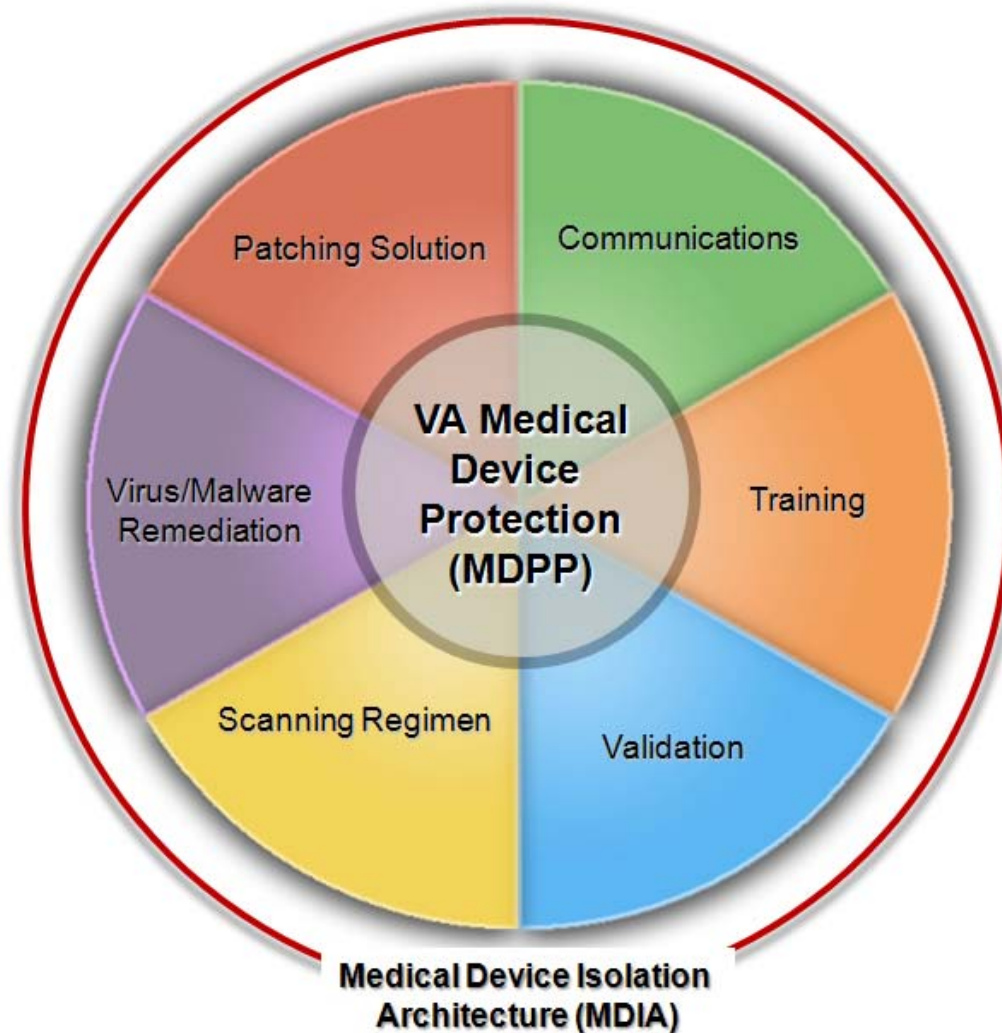 Patching Solution
Communications
VA Medical
Device
Protection
(MDPP)
Virus/Malware
Remediation
Training
Scanning Regimen
Validation
Medical Device Isolation
Architecture (MDIA)